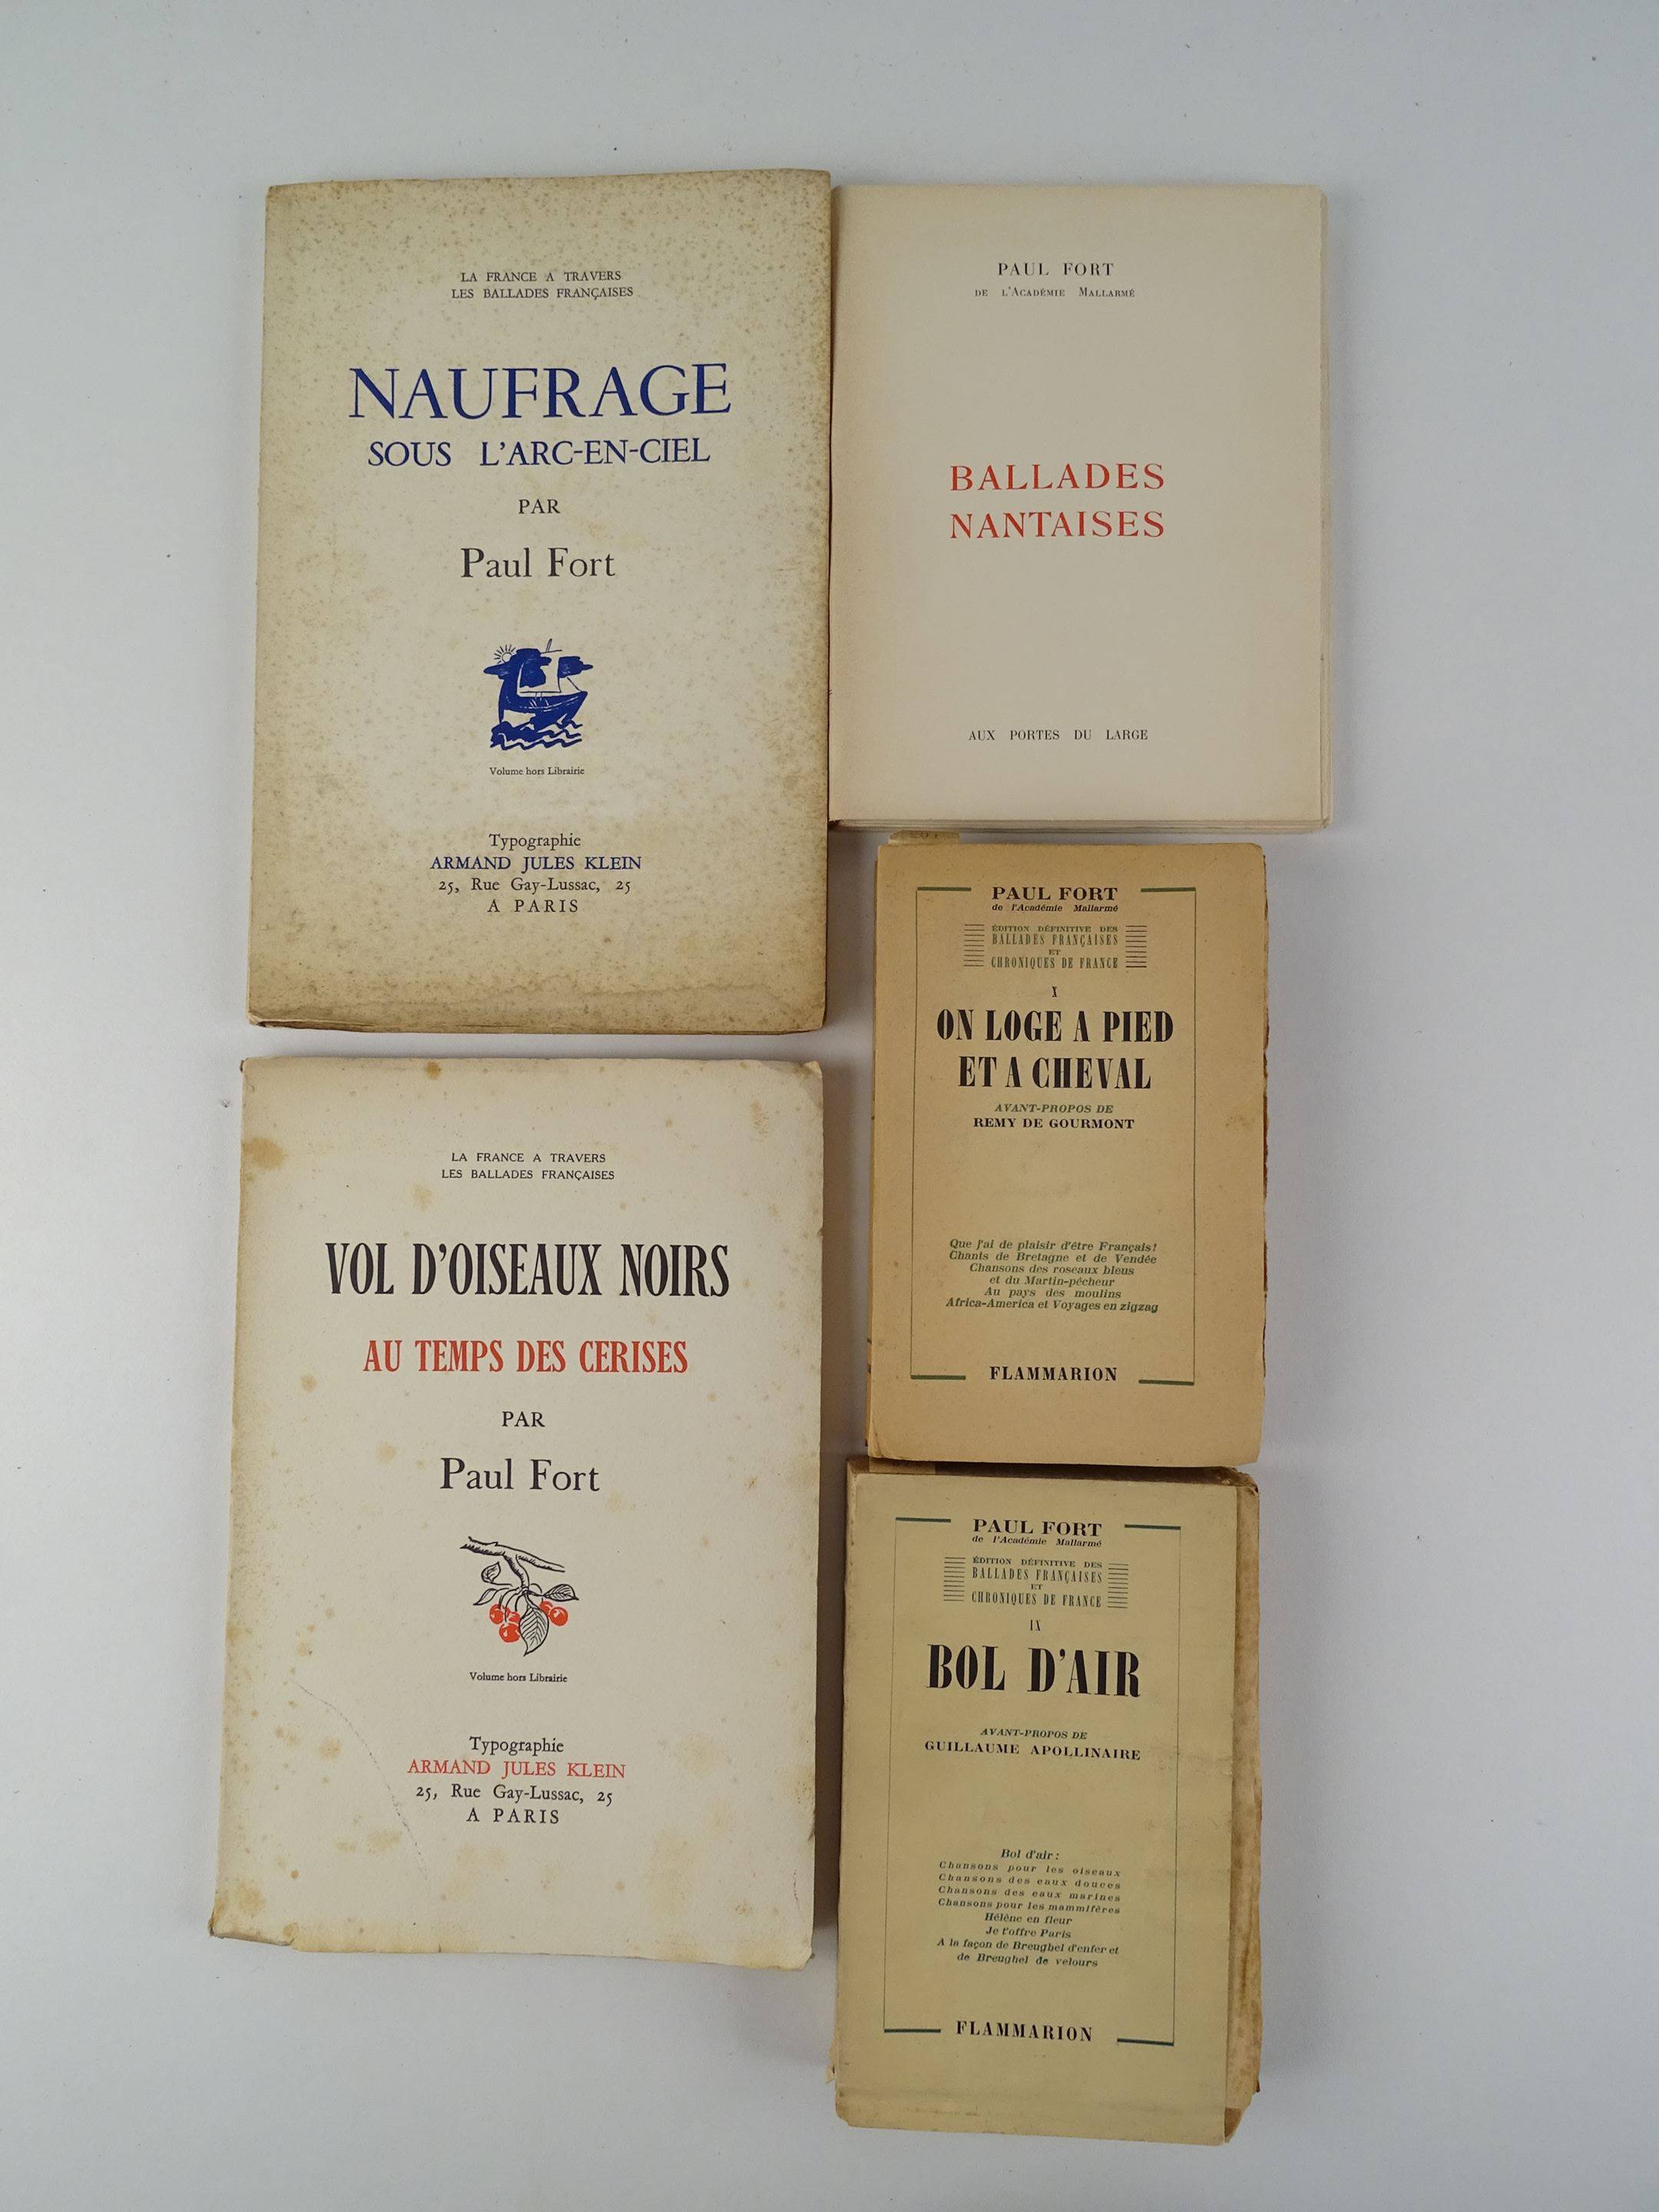 LA FRANCE A TRAVERS
LES BALLADES FRANÇAISES
NAUFRAGE
SOUS L'ARC-EN-CIEL
PAR
Paul Fort
Volume hors Librairie
Typographie
ARMAND JULES KLEIN
25, Rue Gay-Lussac, 25
A PARIS
PAUL FORT
DE L'ACADÉMIE MALLARMÉ
BALLADES
NANTAISES
AUX PORTES DU LARGE
LA FRANCE A TRAVERS
LES BALLADES FRANÇAISES
VOL D'OISEAUX NOIRS
AU TEMPS DES CERISES
PAR
Paul Fort
Volume hors Librairie
Typographie
ARMAND JULES KLEIN
25, Rue Gay-Lussac, 25
A PARIS
PAUL FORT
de l'Académie Mallarmé
ÉDITION DÉFINITIVE DES
BALLADES FRANÇAISES
ET
CHRONIQUES DE FRANCE
X
ON LOGE A PIED
ET A CHEVAL
AVANT-PROPOS DE
REMY DE GOURMONT
Que j'ai de plaisir d'être Français!
Chants de Bretagne et de Vendée
Chansons des roseaux bleus
et du Martin-pêcheur
Au pays des moulins
Africa-America et Voyages en zigzag
FLAMMARION
PAUL FORT
de l'Académie Mallarmé
ÉDITION DÉFINITIVE DES
BALLADES FRANÇAISES
ET
CHRONIQUES DE FRANCE
IX
BOL D'AIR
AVANT-PROPOS DE
GUILLAUME APOLLINAIRE
Bol d'air :
Chansons pour les oiseaux
Chansons des eaux douces
Chansons des eaux marines
Chansons pour les mammifères
Hélène en fleur
Je t'offre Paris
A la façon de Breughel d'enfer et
de Breughel de velours
FLAMMARION